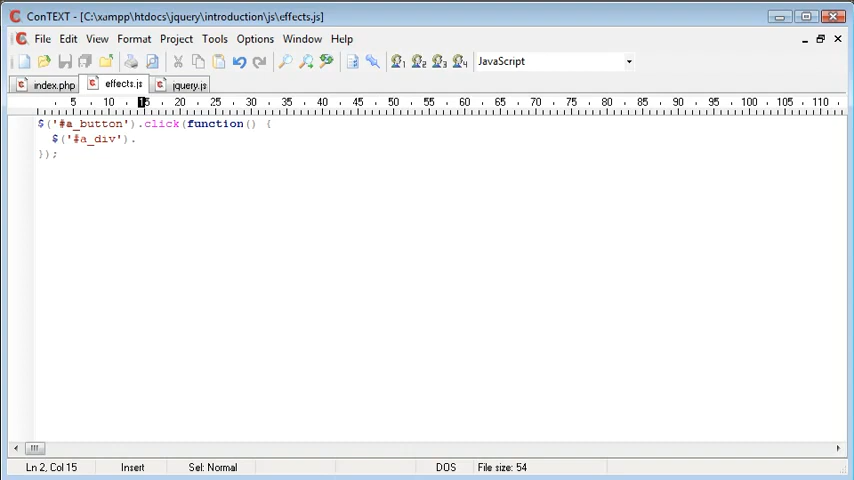 ConTEXT - [C:\xampp\htdocs\jquery\introduction\js\effects.js]
File Edit View Format Project Tools Options Window Help
JavaScript
index.php effects.js jquery.js
5 10 15 20 25 30 35 40 45 50 55 60 65 70 75 80 85 90 95 100 105 110
$('#a_button').click(function() {
$('#a_div').
});
Ln 2, Col 15 Insert Sel: Normal DOS File size: 54